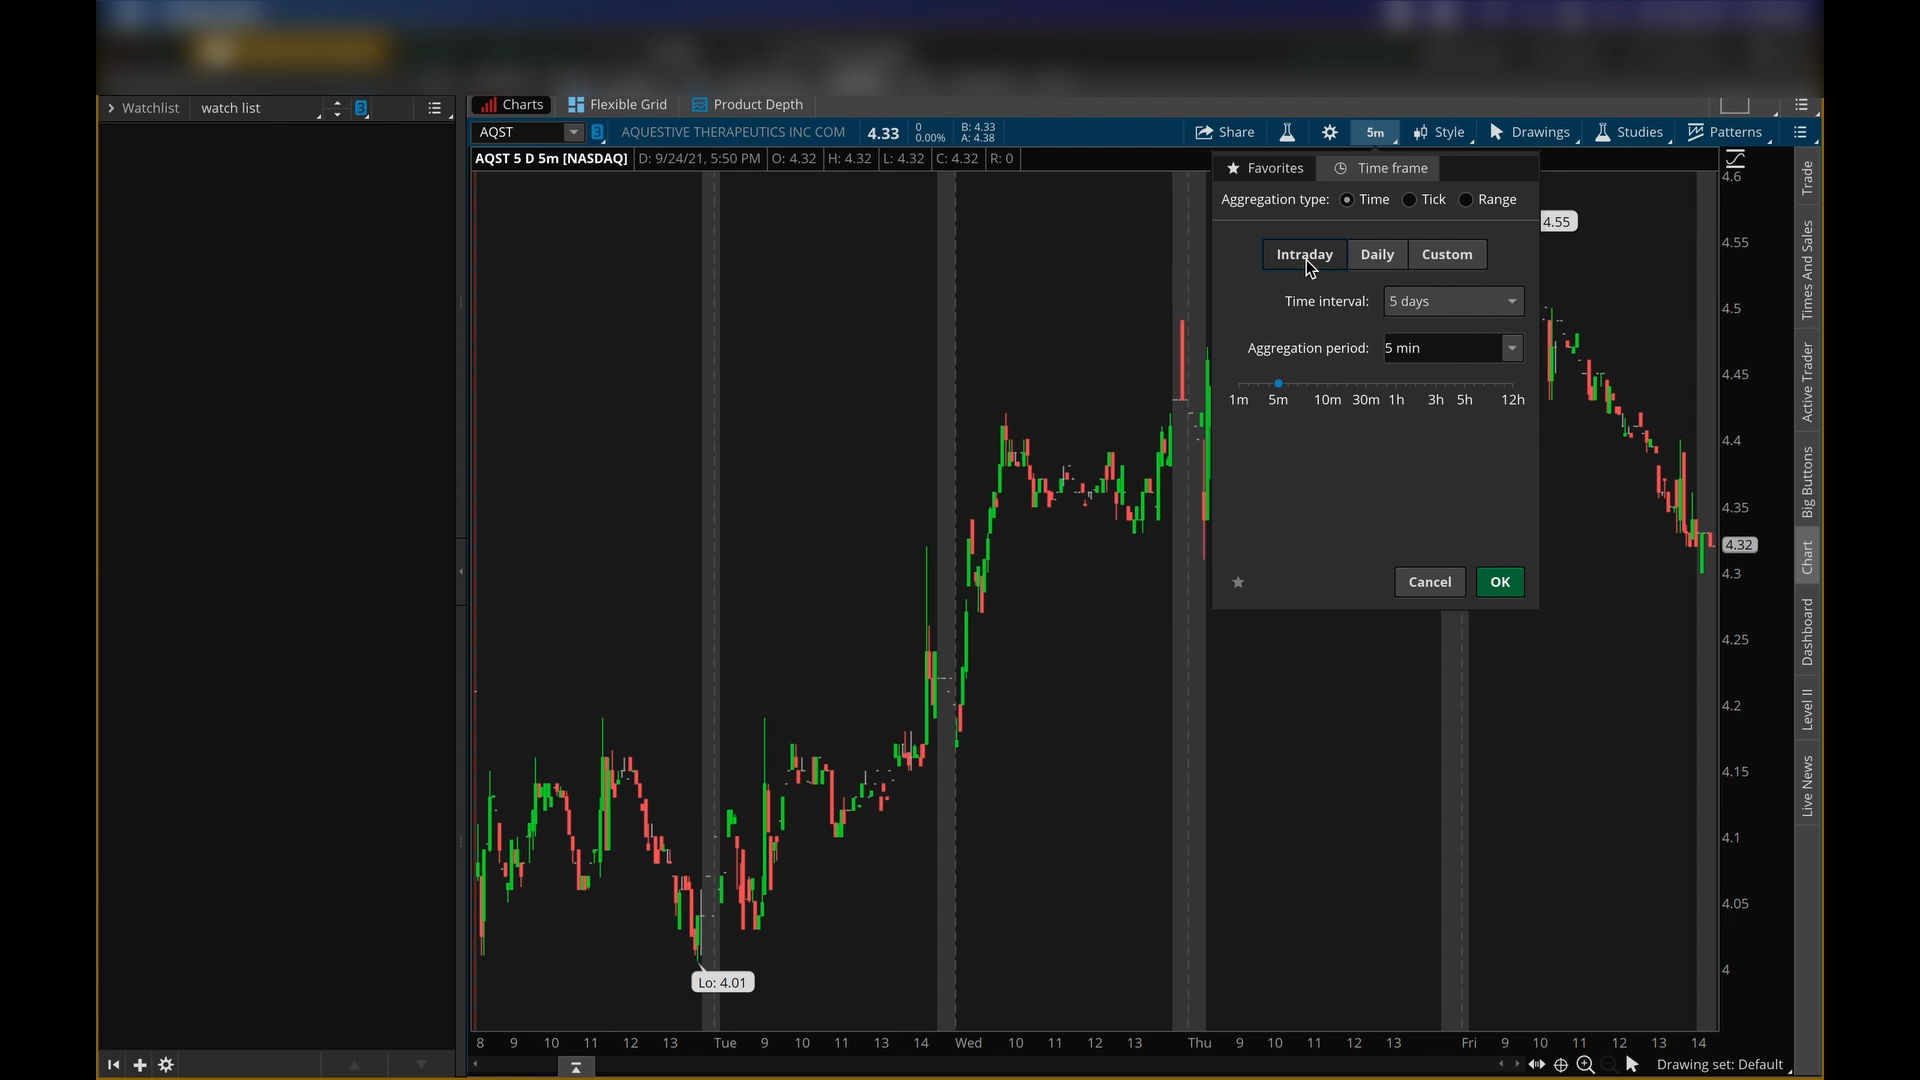 Watchlist watch list 3
Charts Flexible Grid Product Depth
AQST 3 AQUESTIVE THERAPEUTICS INC COM 4.33 0 0.00% B: 4.33 A: 4.38 Share 5m Style Drawings Studies Patterns
AQST 5 D 5m [NASDAQ] D: 9/24/21, 5:50 PM O: 4.32 H: 4.32 L: 4.32 C: 4.32 R: 0
Favorites Time frame
Aggregation type: Time Tick Range
Intraday Daily Custom
Time interval: 5 days
Aggregation period: 5 min
1m 5m 10m 30m 1h 3h 5h 12h
Cancel OK
4.55
4.6
4.55
4.5
4.45
4.4
4.35
4.32
4.3
4.25
4.2
4.15
4.1
4.05
4
Lo: 4.01
8 9 10 11 12 13 Tue 9 10 11 12 13 14 Wed 10 11 12 13 Thu 9 10 11 12 13 Fri 9 10 11 12 13 14
Drawing set: Default
Trade
Times And Sales
Active Trader
Big Buttons
Chart
Dashboard
Level II
Live News